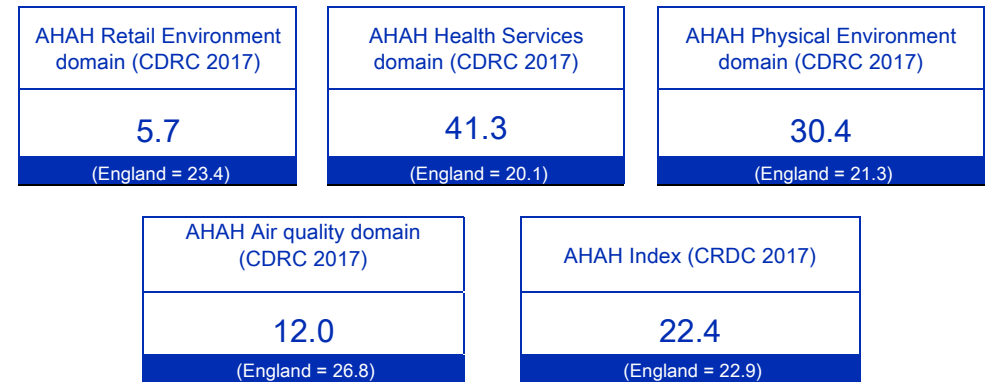 AHAH Retail Environment
domain (CDRC 2017)
5.7
(England = 23.4)
AHAH Health Services
domain (CDRC 2017)
41.3
(England = 20.1)
AHAH Physical Environment
domain (CDRC 2017)
30.4
(England = 21.3)
AHAH Air quality domain
(CDRC 2017)
12.0
(England = 26.8)
AHAH Index (CRDC 2017)
22.4
(England = 22.9)